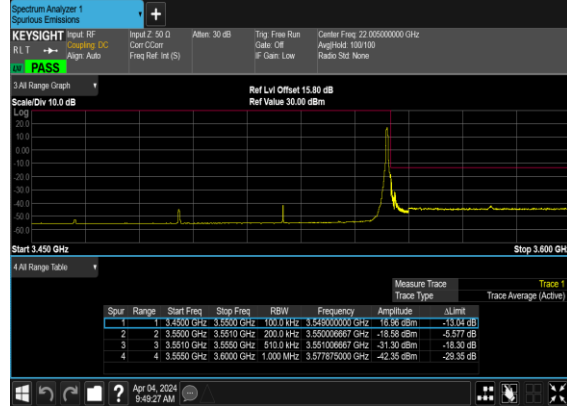 Spectrum Analyzer 1
Spurious Emissions
+
KEYSIGHT Input: RF Input Z: 50 Ω Atten: 30 dB Trig: Free Run Center Freq: 22.005000000 GHz
RLT Coupling: DC Corr CCorr Gate: Off Avg|Hold: 100/100
Align: Auto Freq Ref: Int (S) IF Gain: Low Radio Std: None
LW PASS
3 All Range Graph
Ref Lvl Offset 15.80 dB
Scale/Div 10.0 dB Ref Value 30.00 dBm
Log
20.0
10.0
0.00
-10.0
-20.0
-30.0
-40.0
-50.0
-60.0
Start 3.450 GHz Stop 3.600 GH
4 All Range Table
Measure Trace Trace 1
Trace Type Trace Average (Active)
Spur Range Start Freq Stop Freq RBW Frequency Amplitude ΔLimit
1 1 3.4500 GHz 3.5500 GHz 100.0 kHz 3.549000000 GHz 16.96 dBm -13.04 dB
2 2 3.5500 GHz 3.5510 GHz 200.0 kHz 3.550006667 GHz -18.58 dBm -5.577 dB
3 3 3.5510 GHz 3.5550 GHz 510.0 kHz 3.551006667 GHz -31.30 dBm -18.30 dB
4 4 3.5550 GHz 3.6000 GHz 1.000 MHz 3.577875000 GHz -42.35 dBm -29.35 dB
? Apr 04, 2024
9:49:27 AM